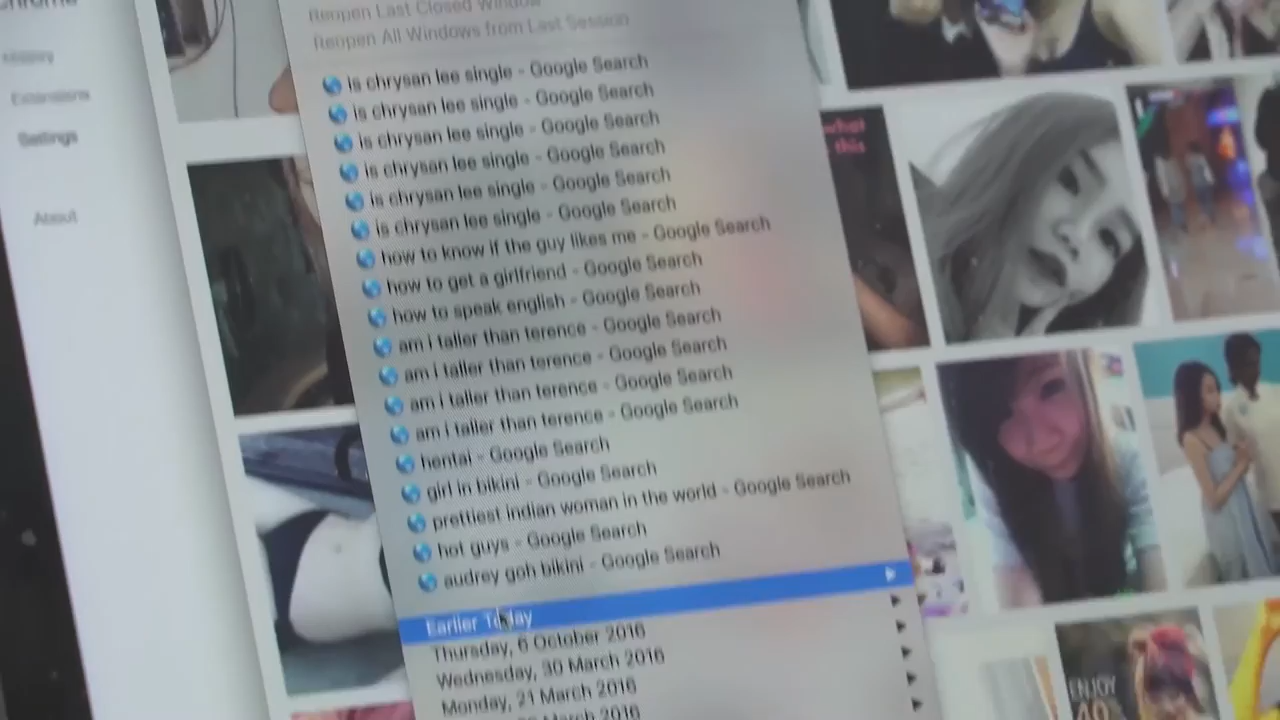 Chrome
History
Extensions
Settings
About
Reopen Last Closed Window
Reopen All Windows from Last Session
is chrysan lee single - Google Search
is chrysan lee single - Google Search
is chrysan lee single - Google Search
is chrysan lee single - Google Search
is chrysan lee single - Google Search
is chrysan lee single - Google Search
how to know if the guy likes me - Google Search
how to get a girlfriend - Google Search
how to speak english - Google Search
am i taller than terence - Google Search
am i taller than terence - Google Search
am i taller than terence - Google Search
am i taller than terence - Google Search
hentai - Google Search
girl in bikini - Google Search
prettiest indian woman in the world - Google Search
hot guys - Google Search
audrey goh bikini - Google Search
Earlier Today
Thursday, 6 October 2016
Wednesday, 30 March 2016
Monday, 21 March 2016
March 2016
what
this
ENJOY